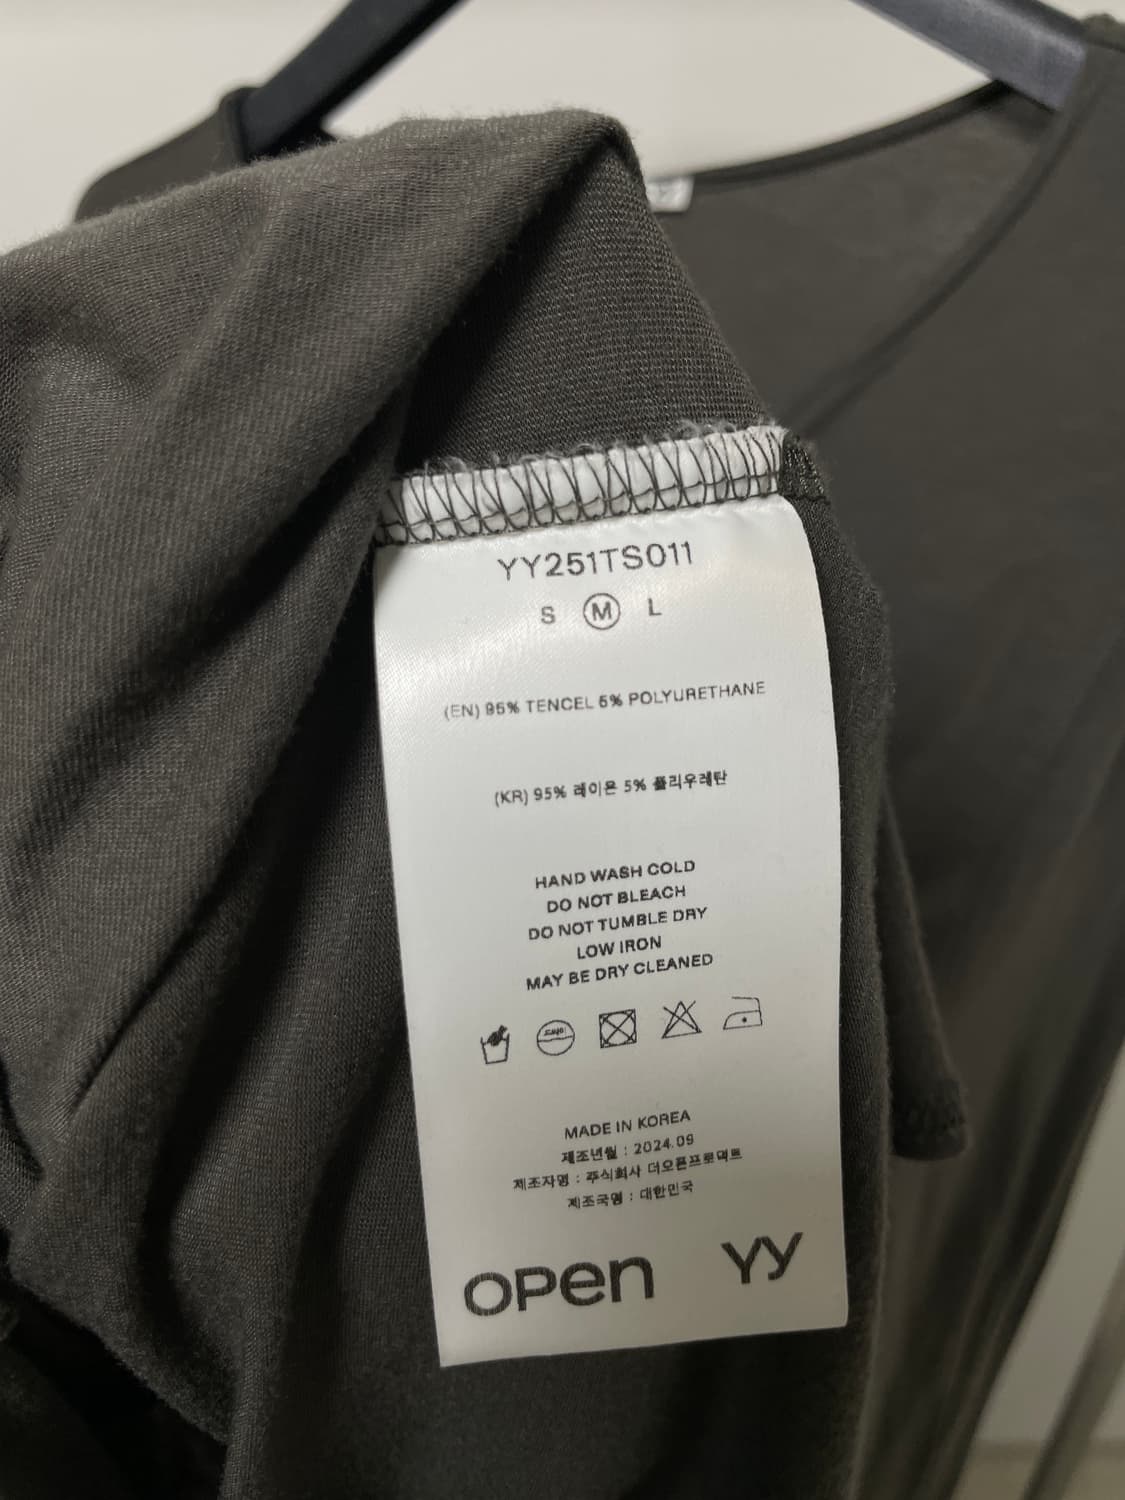 YY251TS011
S M L
(EN) 95% TENCEL 5% POLYURETHANE
(KR) 95% 레이온 5% 폴리우레탄
HAND WASH COLD
DO NOT BLEACH
DO NOT TUMBLE DRY
LOW IRON
MAY BE DRY CLEANED
MADE IN KOREA
제조년월 : 2024.09
제조자명 : 주식회사 더오픈프로덕트
제조국명 : 대한민국
OPEN YY